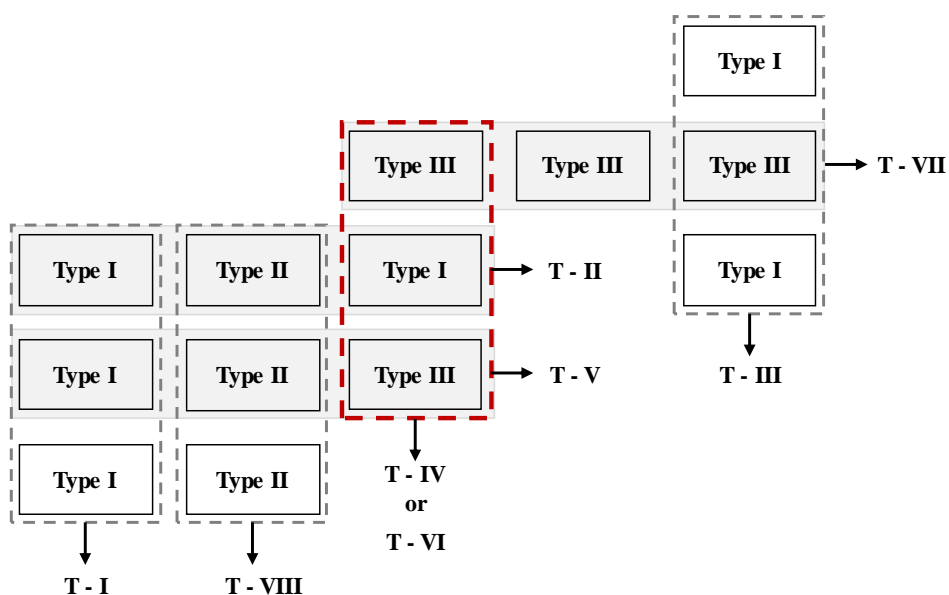 Type I
Type III Type III Type III T - VII
Type I Type II Type I T - II Type I
Type I Type II Type III T - V T - III
Type I Type II T - IV
or
T - VI
T - I T - VIII